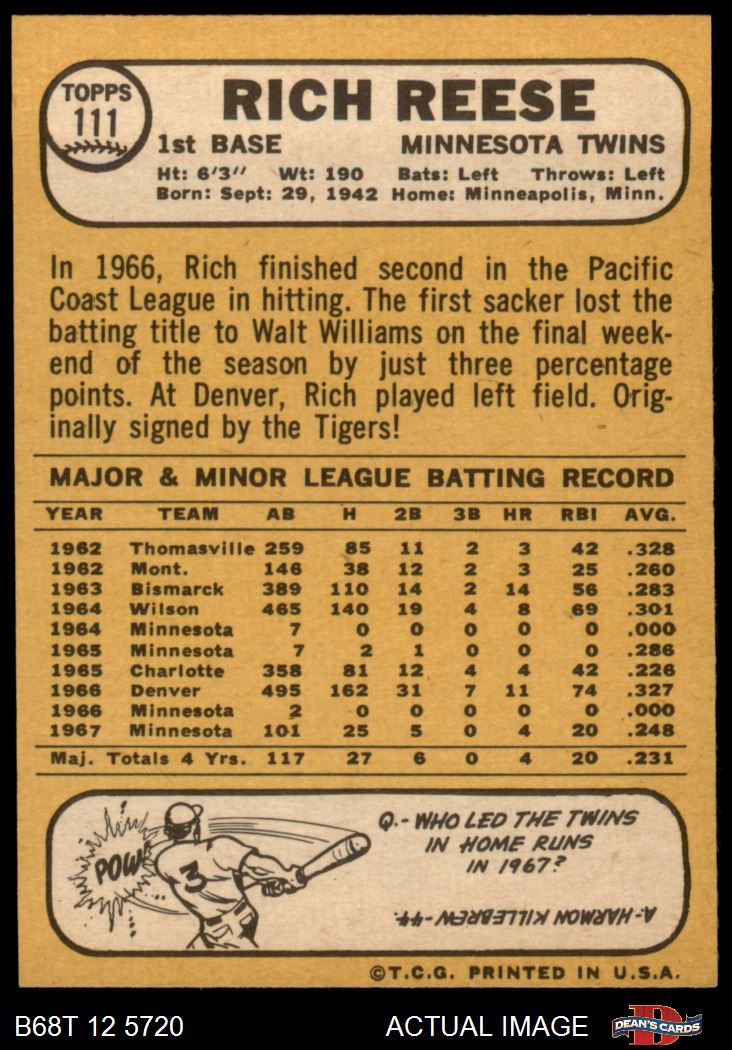 TOPPS
111
RICH REESE
1st BASE MINNESOTA TWINS
Ht: 6'3" Wt: 190 Bats: Left Throws: Left
Born: Sept: 29, 1942 Home: Minneapolis, Minn.
In 1966, Rich finished second in the Pacific
Coast League in hitting. The first sacker lost the
batting title to Walt Williams on the final week-
end of the season by just three percentage
points. At Denver, Rich played left field. Orig-
inally signed by the Tigers!
MAJOR & MINOR LEAGUE BATTING RECORD
YEAR TEAM AB H 2B 3B HR RBI AVG.
1962 Thomasville 259 85 11 2 3 42 .328
1962 Mont. 146 38 12 2 3 25 .260
1963 Bismarck 389 110 14 2 14 56 .283
1964 Wilson 465 140 19 4 8 69 .301
1964 Minnesota 7 0 0 0 0 0 .000
1965 Minnesota 7 2 1 0 0 0 .286
1965 Charlotte 358 81 12 4 4 42 .226
1966 Denver 495 162 31 7 11 74 .327
1966 Minnesota 2 0 0 0 0 0 .000
1967 Minnesota 101 25 5 0 4 20 .248
Maj. Totals 4 Yrs. 117 27 6 0 4 20 .231
POW!
3
Q.- WHO LED THE TWINS
IN HOME RUNS
IN 1967?
A- HARMON KILLEBREW - 44.
©T.C.G. PRINTED IN U.S.A.
B68T 12 5720 ACTUAL IMAGE
D
DEAN'S CARDS